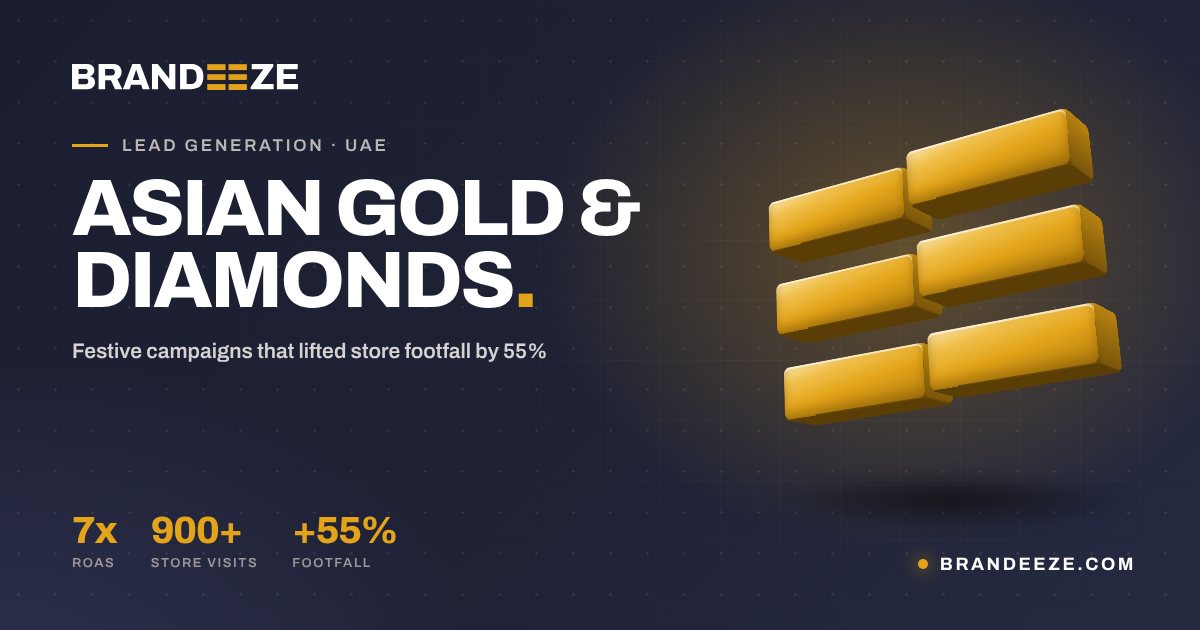 BRANDEEZE
LEAD GENERATION · UAE
ASIAN GOLD &
DIAMONDS.
Festive campaigns that lifted store footfall by 55%
7x 900+ +55%
ROAS STORE VISITS FOOTFALL
BRANDEEZE.COM